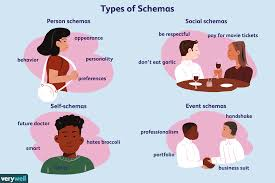 Types of Schemas
Person schemas
appearance
behavior
personality
preferences
Social schemas
be respectful
pay for movie tickets
don't eat garlic
Self-schemas
future doctor
hates broccoli
smart
Event schemas
handshake
professionalism
portfolio
business suit
verywell